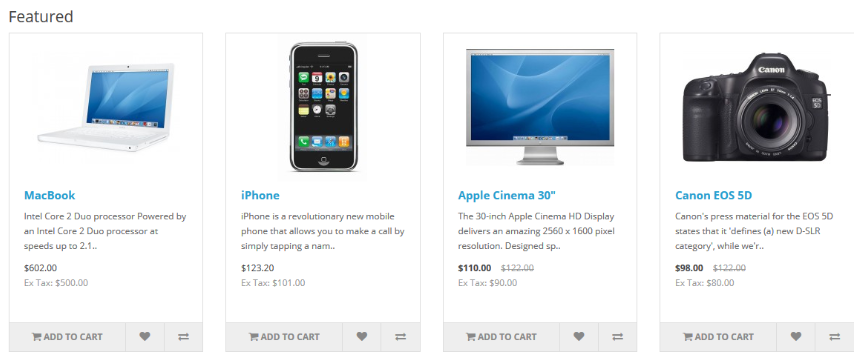 Featured
MacBook
Intel Core 2 Duo processor Powered by
an Intel Core 2 Duo processor at
speeds up to 2.1..
$602.00
Ex Tax: $500.00
ADD TO CART
iPhone
iPhone is a revolutionary new mobile
phone that allows you to make a call by
simply tapping a nam..
$123.20
Ex Tax: $101.00
ADD TO CART
Apple Cinema 30"
The 30-inch Apple Cinema HD Display
delivers an amazing 2560 x 1600 pixel
resolution. Designed sp..
$110.00 $122.00
Ex Tax: $90.00
ADD TO CART
Canon
EOS
5D
Canon EOS 5D
Canon's press material for the EOS 5D
states that it 'defines (a) new D-SLR
category', while we'r..
$98.00 $122.00
Ex Tax: $80.00
ADD TO CART